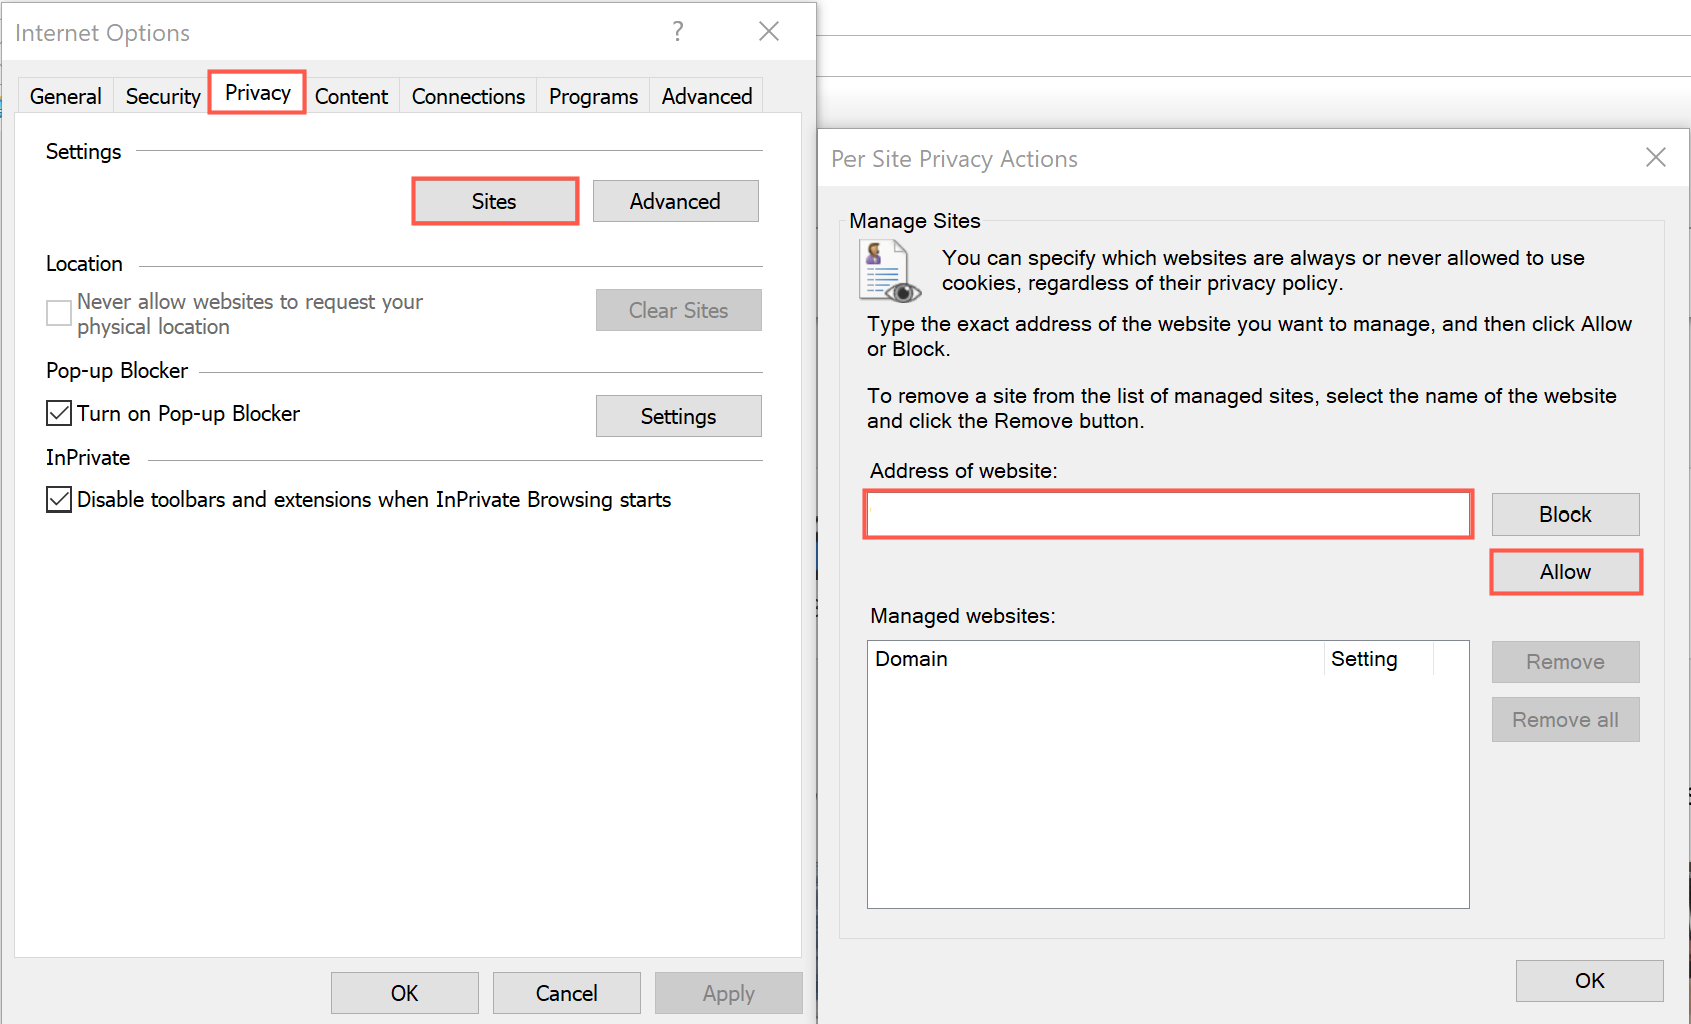 Internet Options
?
General Security Privacy Content Connections Programs Advanced
Settings
Sites Advanced
Location
Never allow websites to request your
physical location
Clear Sites
Pop-up Blocker
Turn on Pop-up Blocker
Settings
InPrivate
Disable toolbars and extensions when InPrivate Browsing starts
OK Cancel Apply
Per Site Privacy Actions
Manage Sites
You can specify which websites are always or never allowed to use
cookies, regardless of their privacy policy.
Type the exact address of the website you want to manage, and then click Allow
or Block.
To remove a site from the list of managed sites, select the name of the website
and click the Remove button.
Address of website:
Block
Allow
Managed websites:
Domain Setting
Remove
Remove all
OK